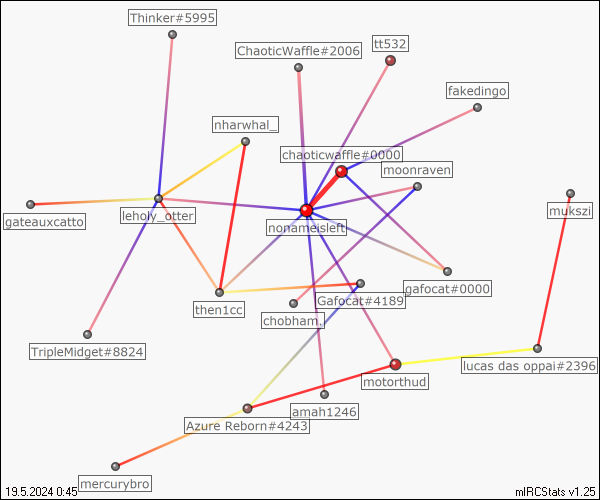 Thinker#5995
ChaoticWaffle#2006
tt532
fakedingo
nharwhal_
chaoticwaffle#0000
moonraven
gateauxcatto
leholy_otter
nonameisleft
mukszi
gafocat#0000
Gafocat#4189
then1cc
chobham.
TripleMidget#8824
lucas das oppai#2396
motorthud
amah1246
Azure Reborn#4243
mercurybro
19.5.2024 0:45
mIRCStats v1.25